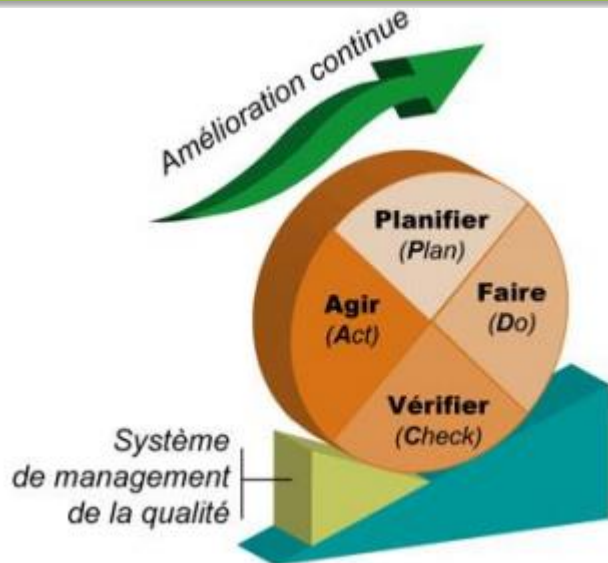 Amélioration continue
Planifier
(Plan)
Faire
(Do)
Agir
(Act)
Vérifier
(Check)
Système
de management
de la qualité